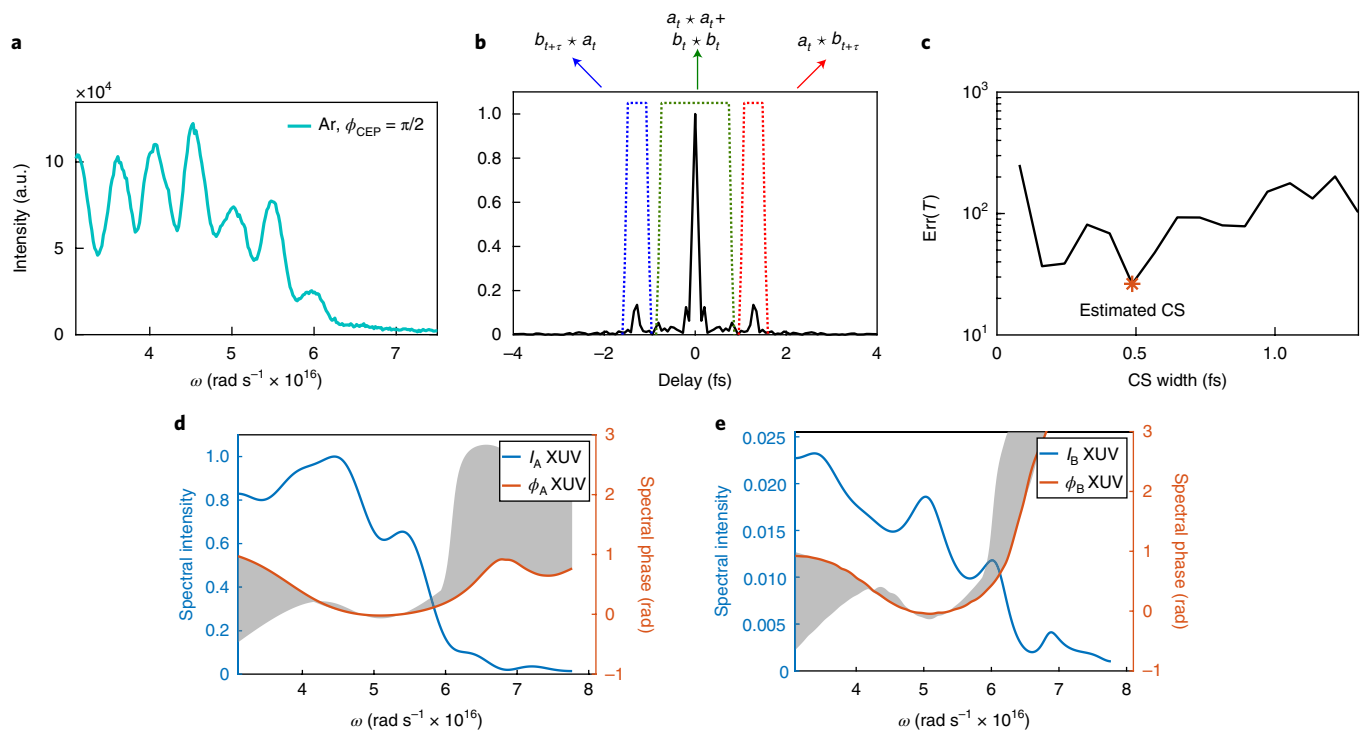 a
×10⁴
Ar, ϕCEP = π/2
10
5
0
Intensity (a.u.)
4 5 6 7
ω (rad s⁻¹ × 10¹⁶)
b
bₜ₊τ ⋆ aₜ
aₜ ⋆ aₜ +
bₜ ⋆ bₜ
aₜ ⋆ bₜ₊τ
1.0
0.8
0.6
0.4
0.2
0
−4 −2 0 2 4
Delay (fs)
c
10³
10²
10¹
Err(T)
Estimated CS
0 0.5 1.0
CS width (fs)
d
1.0
0.8
0.6
0.4
0.2
0
Spectral intensity
IA XUV
ϕA XUV
3
2
1
0
−1
Spectral phase (rad)
4 5 6 7 8
ω (rad s⁻¹ × 10¹⁶)
e
0.025
0.020
0.015
0.010
0.005
0
Spectral intensity
IB XUV
ϕB XUV
3
2
1
0
−1
Spectral phase (rad)
4 5 6 7 8
ω (rad s⁻¹ × 10¹⁶)